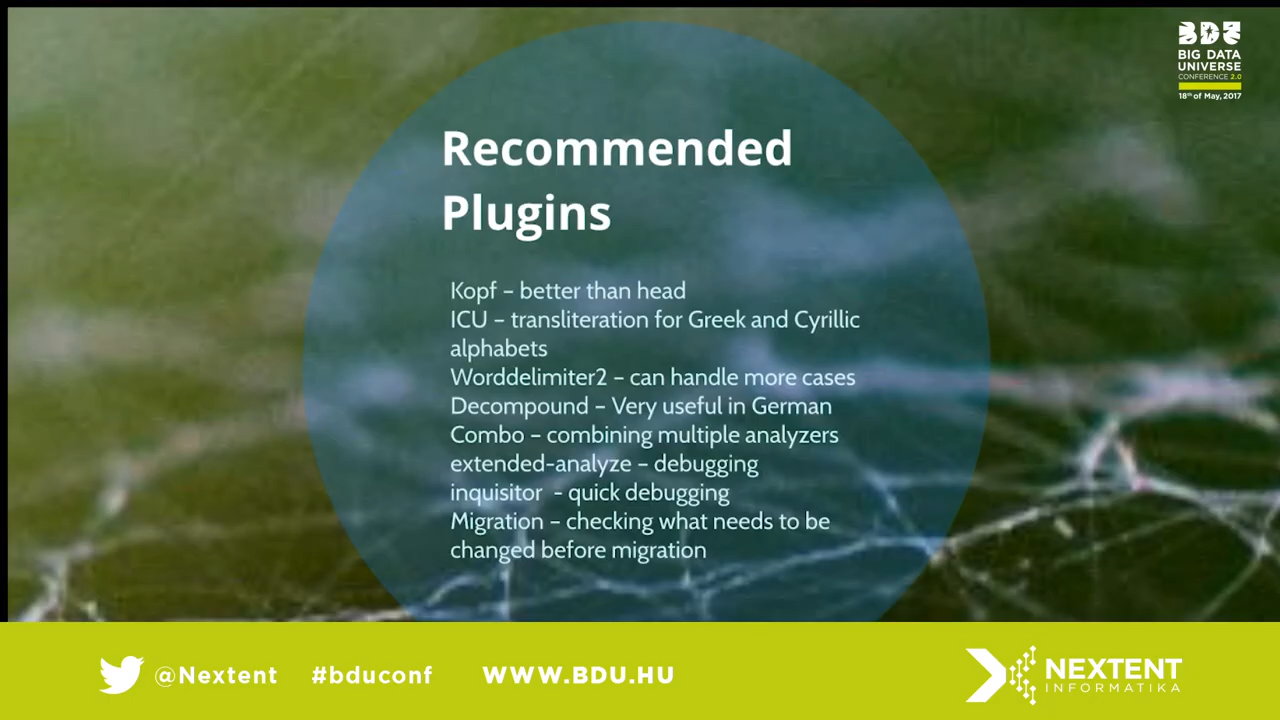 BDU
BIG DATA
UNIVERSE
CONFERENCE 2.0
18th of May, 2017
Recommended
Plugins
Kopf – better than head
ICU – transliteration for Greek and Cyrillic
alphabets
Worddelimiter2 – can handle more cases
Decompound – Very useful in German
Combo – combining multiple analyzers
extended-analyze – debugging
inquisitor  - quick debugging
Migration – checking what needs to be
changed before migration
@Nextent
#bduconf
WWW.BDU.HU
NEXTENT
INFORMATIKA